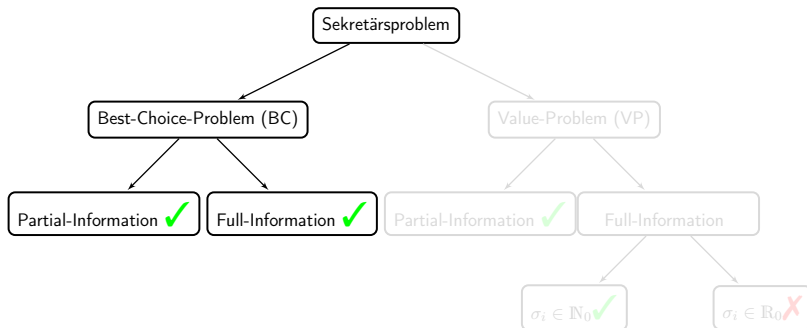 Sekretärsproblem
Best-Choice-Problem (BC)
Value-Problem (VP)
Partial-Information ✓
Full-Information ✓
Partial-Information ✓
Full-Information
σᵢ ∈ ℕ₀ ✓
σᵢ ∈ ℝ₀ ✗